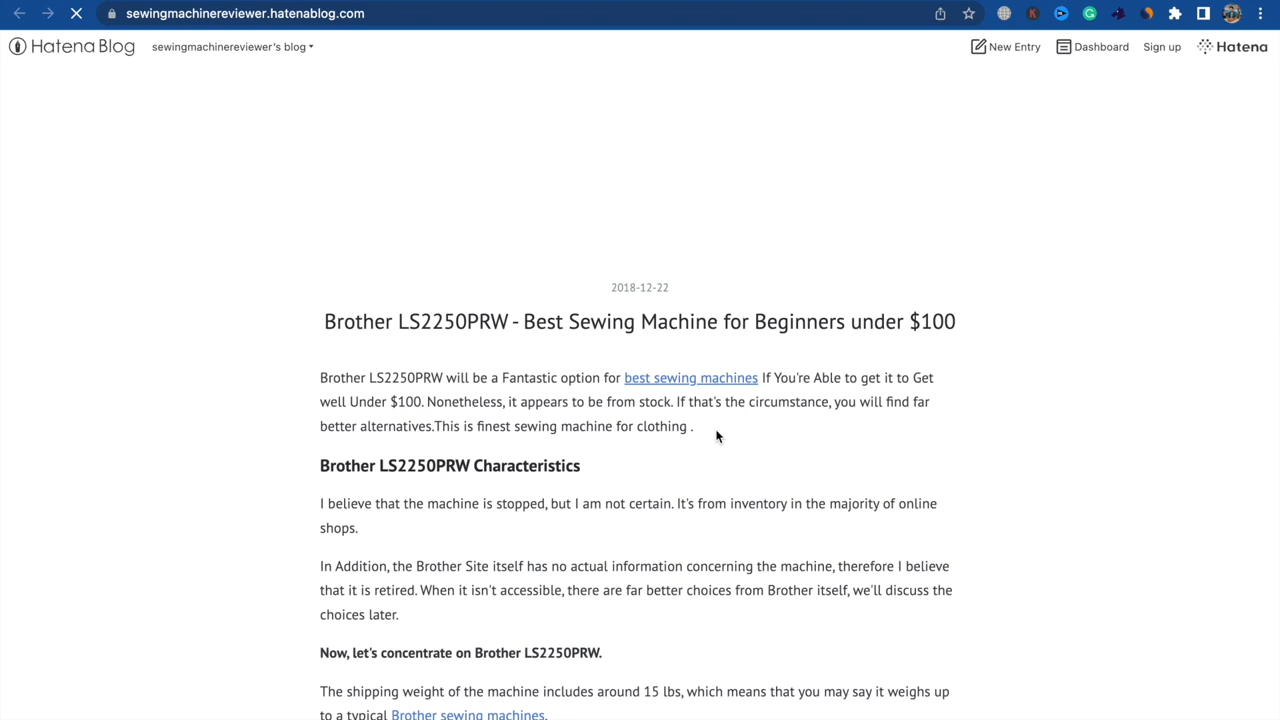 sewingmachinereviewer.hatenablog.com
Hatena Blog sewingmachinereviewer's blog New Entry Dashboard Sign up Hatena
2018-12-22
Brother LS2250PRW - Best Sewing Machine for Beginners under $100
Brother LS2250PRW will be a Fantastic option for best sewing machines If You're Able to get it to Get
well Under $100. Nonetheless, it appears to be from stock. If that's the circumstance, you will find far
better alternatives.This is finest sewing machine for clothing .
Brother LS2250PRW Characteristics
I believe that the machine is stopped, but I am not certain. It's from inventory in the majority of online
shops.
In Addition, the Brother Site itself has no actual information concerning the machine, therefore I believe
that it is retired. When it isn't accessible, there are far better choices from Brother itself, we'll discuss the
choices later.
Now, let's concentrate on Brother LS2250PRW.
The shipping weight of the machine includes around 15 lbs, which means that you may say it weighs up
to a typical Brother sewing machines.